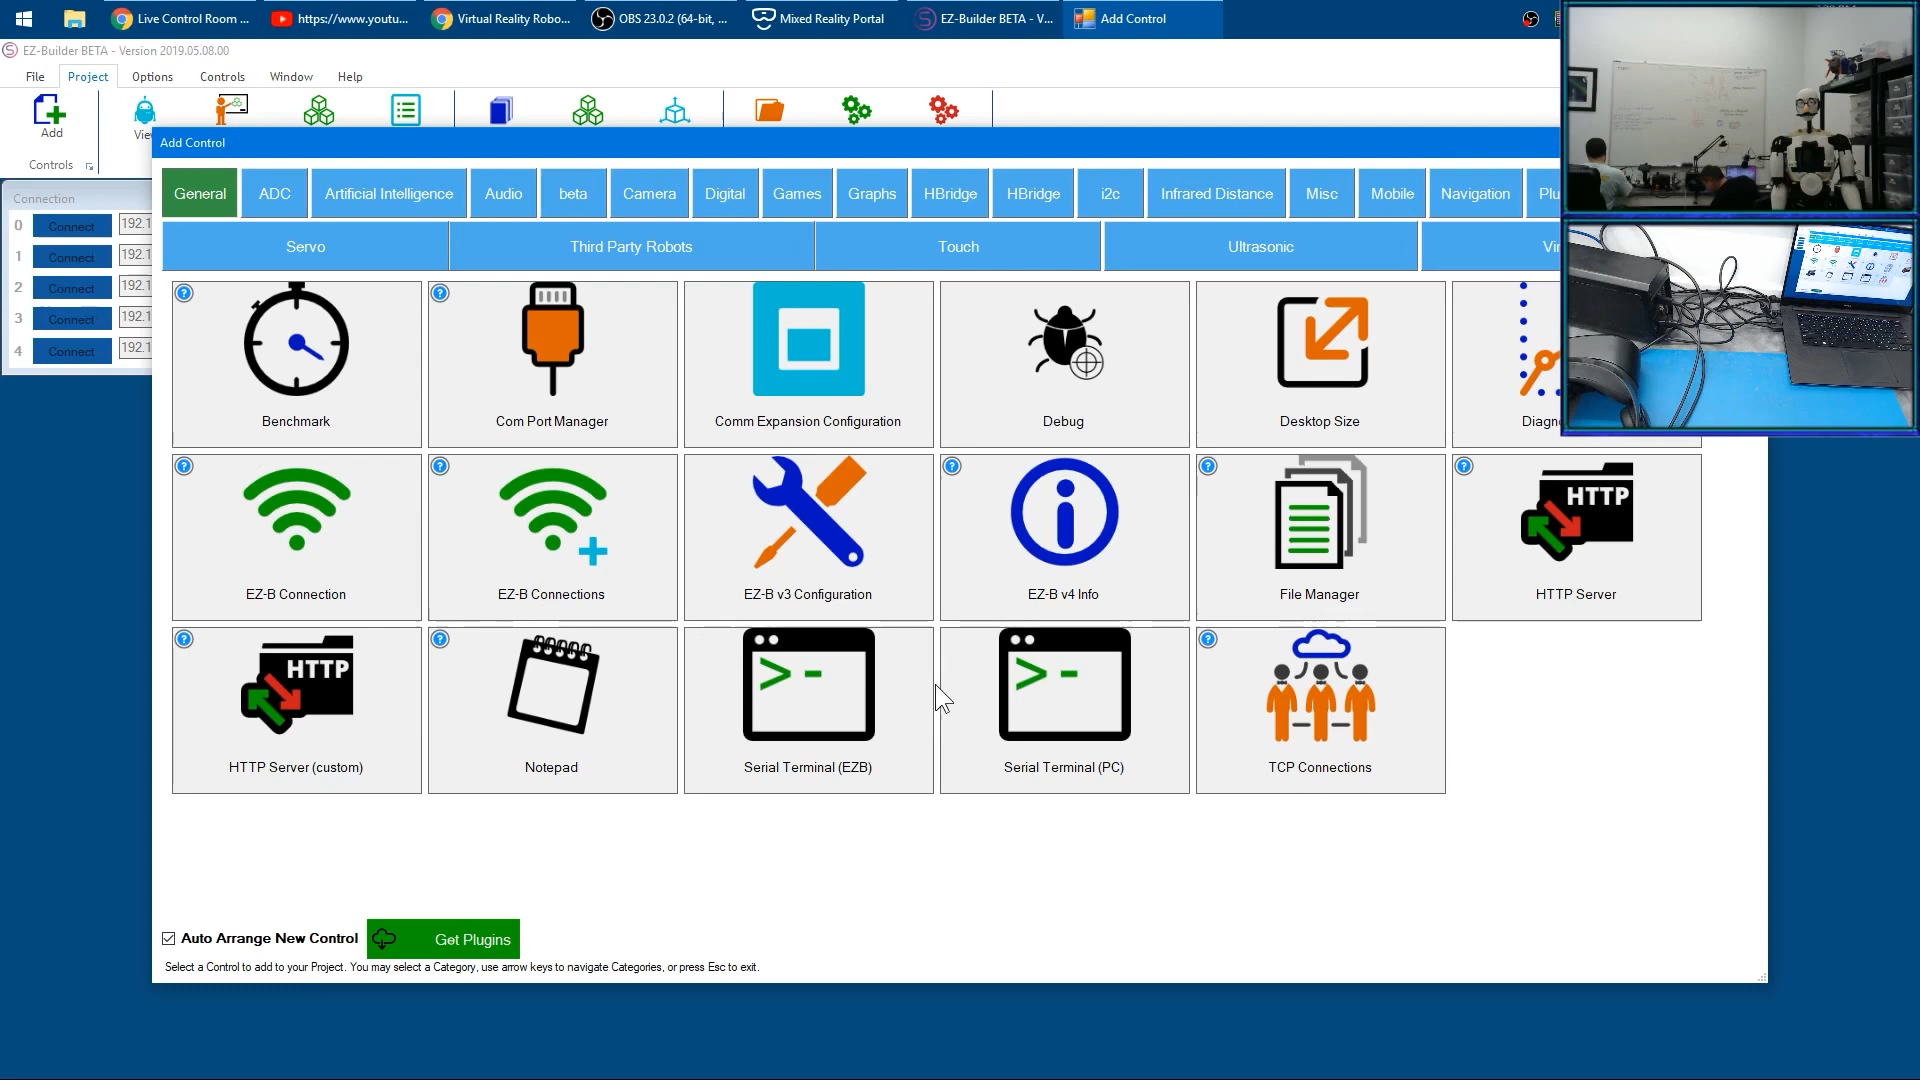 Live Control Room ...
https://www.youtu...
Virtual Reality Robo...
OBS 23.0.2 (64-bit, ...
Mixed Reality Portal
EZ-Builder BETA - V...
Add Control
EZ-Builder BETA - Version 2019.05.08.00
File Project Options Controls Window Help
Add
Vie
Controls
Add Control
Connection
General ADC Artificial Intelligence Audio beta Camera Digital Games Graphs HBridge HBridge i2c Infrared Distance Misc Mobile Navigation Plu
Servo Third Party Robots Touch Ultrasonic Vir
0 Connect 192.1
1 Connect 192.1
2 Connect 192.1
3 Connect 192.1
4 Connect 192.1
Benchmark
Com Port Manager
Comm Expansion Configuration
Debug
Desktop Size
Diagn
EZ-B Connection
EZ-B Connections
EZ-B v3 Configuration
EZ-B v4 Info
File Manager
HTTP
HTTP Server
HTTP
HTTP Server (custom)
Notepad
Serial Terminal (EZB)
Serial Terminal (PC)
TCP Connections
Auto Arrange New Control
Get Plugins
Select a Control to add to your Project. You may select a Category, use arrow keys to navigate Categories, or press Esc to exit.